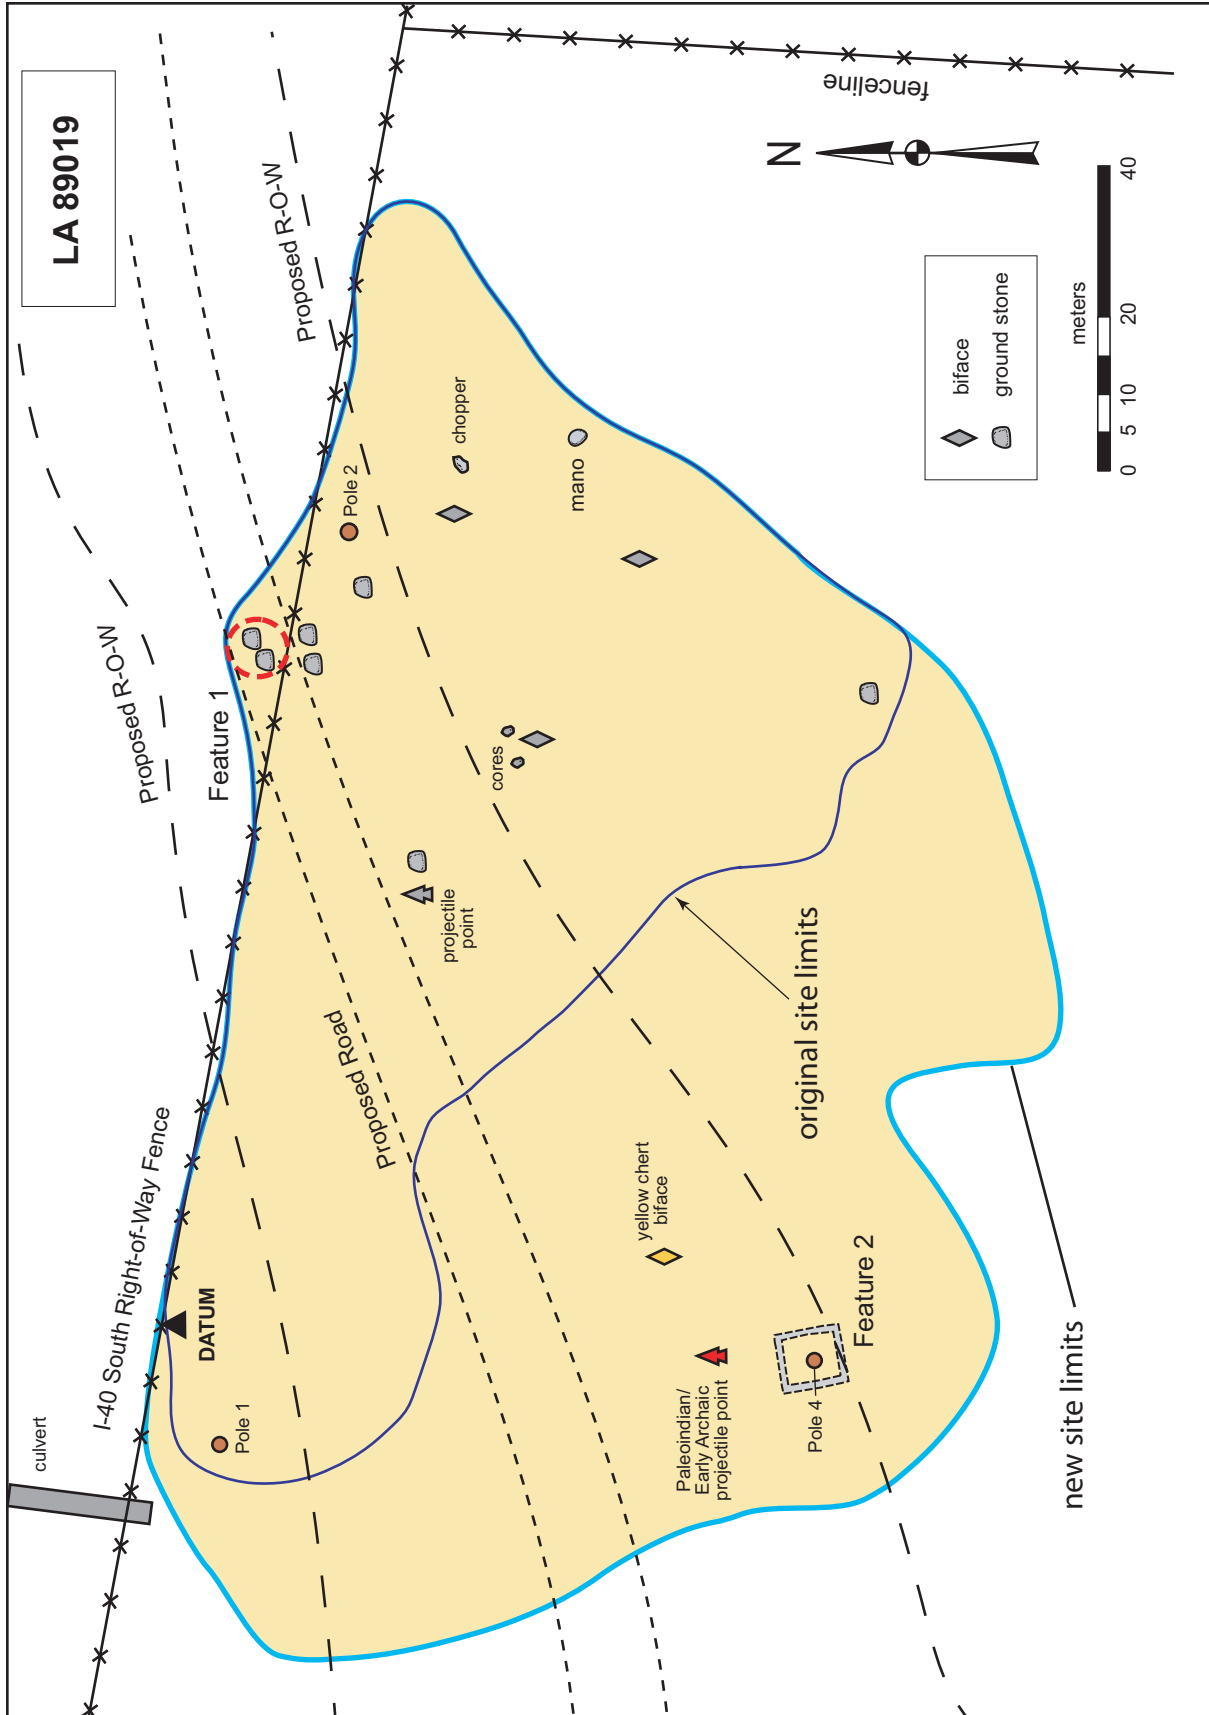 LA 89019
culvert
I-40 South Right-of-Way Fence
Proposed R-O-W
Proposed R-O-W
fenceline
DATUM
Pole 1
Feature 1
Pole 2
Proposed Road
projectile
point
cores
chopper
mano
N
biface
ground stone
meters
0 5 10 20 40
yellow chert
biface
Paleoindian/
Early Archaic
projectile point
Pole 4
Feature 2
original site limits
new site limits